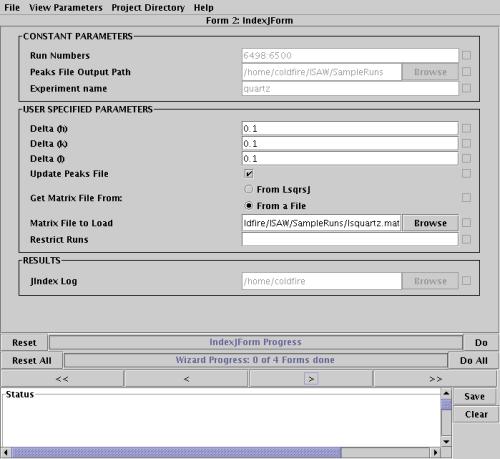 File View Parameters Project Directory Help
Form 2: IndexJForm
CONSTANT PARAMETERS
Run Numbers 6498:6500
Peaks File Output Path /home/coldfire/ISAW/SampleRuns Browse
Experiment name quartz
USER SPECIFIED PARAMETERS
Delta (h) 0.1
Delta (k) 0.1
Delta (l) 0.1
Update Peaks File
Get Matrix File From: From LsqrsJ
From a File
Matrix File to Load ldfire/ISAW/SampleRuns/lsquartz.mat Browse
Restrict Runs
RESULTS
JIndex Log /home/coldfire Browse
Reset IndexJForm Progress Do
Reset All Wizard Progress: 0 of 4 Forms done Do All
<< < > >>
Status Save
Clear